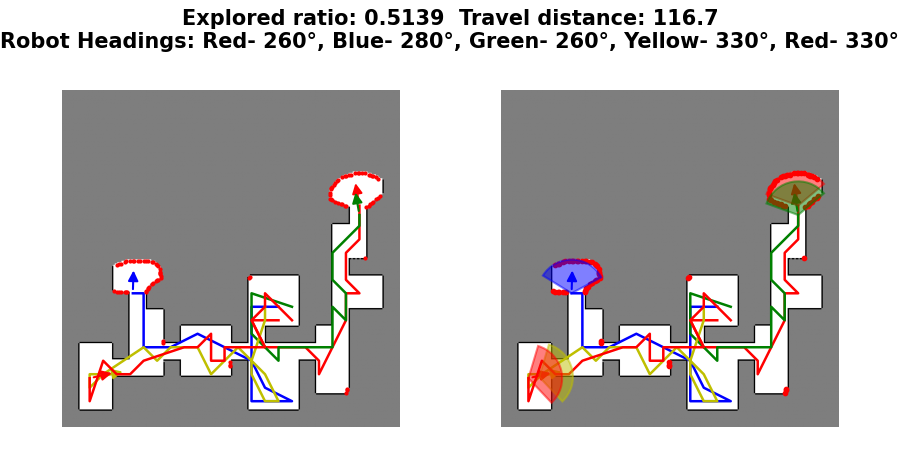 Explored ratio: 0.5139  Travel distance: 116.7
Robot Headings: Red- 260°, Blue- 280°, Green- 260°, Yellow- 330°, Red- 330°